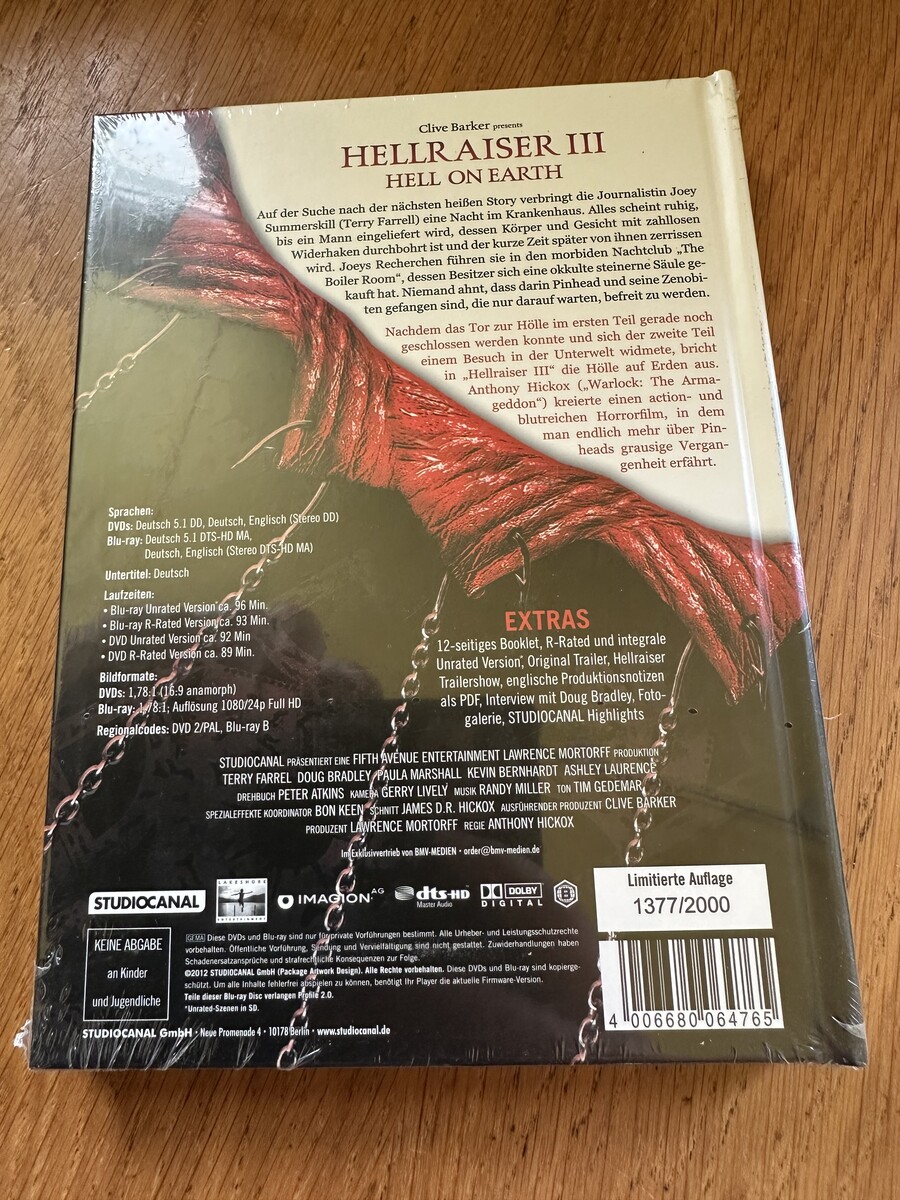 Clive Barker presents
HELLRAISER III
HELL ON EARTH
Auf der Suche nach der nächsten heißen Story verbringt die Journalistin Joey
Summerskill (Terry Farrell) eine Nacht im Krankenhaus. Alles scheint ruhig,
bis ein Mann eingeliefert wird, dessen Körper und Gesicht mit zahllosen
Widerhaken durchbohrt ist und der kurze Zeit später von ihnen zerrissen
wird. Joeys Recherchen führen sie in den morbiden Nachtclub „The
Boiler Room“, dessen Besitzer sich eine okkulte steinerne Säule ge-
kauft hat. Niemand ahnt, dass darin Pinhead und seine Zenobi-
ten gefangen sind, die nur darauf warten, befreit zu werden.
Nachdem das Tor zur Hölle im ersten Teil gerade noch
geschlossen werden konnte und sich der zweite Teil
einem Besuch in der Unterwelt widmete, bricht
in „Hellraiser III“ die Hölle auf Erden aus.
Anthony Hickox („Warlock: The Arma-
geddon“) kreierte einen action- und
blutreichen Horrorfilm, in dem
man endlich mehr über Pin-
heads grausige Vergan-
genheit erfährt.
Sprachen:
DVDs: Deutsch 5.1 DD, Deutsch, Englisch (Stereo DD)
Blu-ray: Deutsch 5.1 DTS-HD MA,
Deutsch, Englisch (Stereo DTS-HD MA)
Untertitel: Deutsch
Laufzeiten:
• Blu-ray Unrated Version ca. 96 Min.
• Blu-ray R-Rated Version ca. 93 Min.
• DVD Unrated Version ca. 92 Min
• DVD R-Rated Version ca. 89 Min.
Bildformate:
DVDs: 1,78:1 (16:9 anamorph)
Blu-ray: 1,78:1; Auflösung 1080/24p Full HD
Regionalcodes: DVD 2/PAL, Blu-ray B
EXTRAS
12-seitiges Booklet, R-Rated und integrale
Unrated Version*, Original Trailer, Hellraiser
Trailershow, englische Produktionsnotizen
als PDF, Interview mit Doug Bradley, Foto-
galerie, STUDIOCANAL Highlights
STUDIOCANAL PRÄSENTIERT EINE FIFTH AVENUE ENTERTAINMENT LAWRENCE MORTORFF PRODUKTION
TERRY FARREL DOUG BRADLEY PAULA MARSHALL KEVIN BERNHARDT ASHLEY LAURENCE
DREHBUCH PETER ATKINS KAMERA GERRY LIVELY MUSIK RANDY MILLER TON TIM GEDEMAR
SPEZIALEFFEKTE KOORDINATOR BON KEEN SCHNITT JAMES D.R. HICKOX AUSFÜHRENDER PRODUZENT CLIVE BARKER
PRODUZENT LAWRENCE MORTORFF REGIE ANTHONY HICKOX
Im Exklusivvertrieb von BMV-MEDIEN • order@bmv-medien.de
STUDIOCANAL
LAKESHORE
ENTERTAINMENT
IMAGION AG
dts-HD
Master Audio
DOLBY
DIGITAL
B
Limitierte Auflage
1377/2000
KEINE ABGABE
an Kinder
und Jugendliche
GEMA Diese DVDs und Blu-ray sind nur für private Vorführungen bestimmt. Alle Urheber- und Leistungsschutzrechte
vorbehalten. Öffentliche Vorführung, Sendung und Vervielfältigung sind nicht gestattet. Zuwiderhandlungen haben
Schadenersatzansprüche und strafrechtliche Konsequenzen zur Folge.
©2012 STUDIOCANAL GmbH (Package Artwork Design). Alle Rechte vorbehalten. Diese DVDs und Blu-ray sind kopierge-
schützt. Um alle Inhalte fehlerfrei abspielen zu können, benötigt Ihr Player die aktuelle Firmware-Version.
Teile dieser Blu-ray Disc verlangen Profile 2.0.
*Unrated-Szenen in SD.
STUDIOCANAL GmbH • Neue Promenade 4 • 10178 Berlin • www.studiocanal.de
4 006680 064765